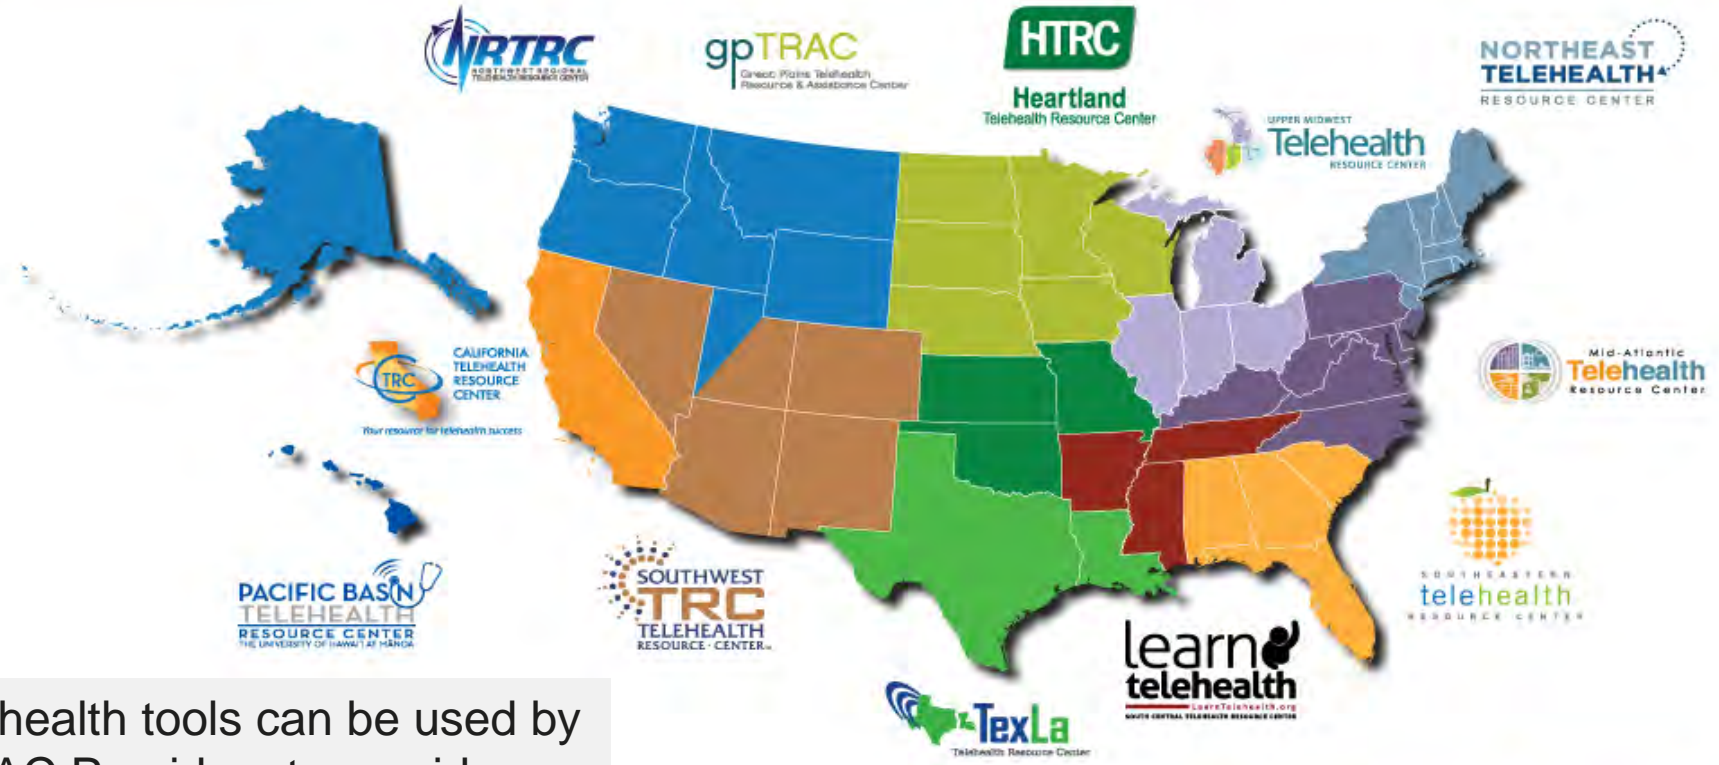 NRTRC
NORTHWEST REGIONAL
TELEHEALTH RESOURCE CENTER
gpTRAC
Great Plains Telehealth
Resource & Assistance Center
HTRC
Heartland
Telehealth Resource Center
NORTHEAST
TELEHEALTH
RESOURCE CENTER
UPPER MIDWEST
Telehealth
RESOURCE CENTER
TRC
CALIFORNIA
TELEHEALTH
RESOURCE
CENTER
Your resource for telehealth success
Mid-Atlantic
Telehealth
Resource Center
PACIFIC BASIN
TELEHEALTH
RESOURCE CENTER
THE UNIVERSITY OF HAWAI'I AT MĀNOA
SOUTHWEST
TRC
TELEHEALTH
RESOURCE · CENTER
SOUTHEASTERN
telehealth
RESOURCE CENTER
learn
telehealth
LearnTelehealth.org
SOUTH CENTRAL TELEHEALTH RESOURCE CENTER
TexLa
Telehealth Resource Center
health tools can be used by